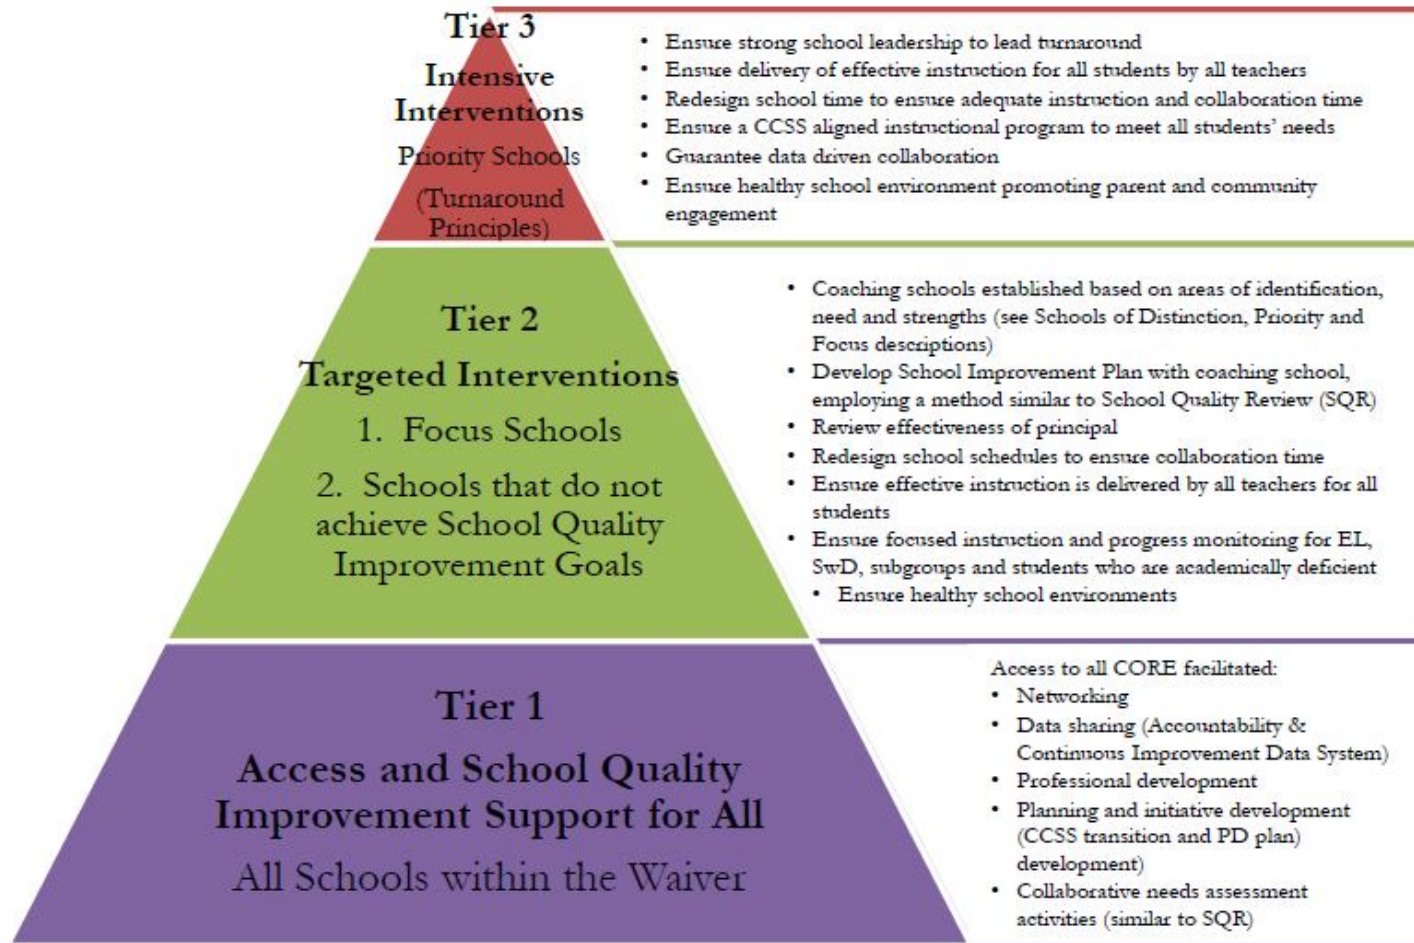 Tier 3
Intensive
Interventions
Priority Schools
(Turnaround
Principles)
• Ensure strong school leadership to lead turnaround
• Ensure delivery of effective instruction for all students by all teachers
• Redesign school time to ensure adequate instruction and collaboration time
• Ensure a CCSS aligned instructional program to meet all students' needs
• Guarantee data driven collaboration
• Ensure healthy school environment promoting parent and community
engagement
Tier 2
Targeted Interventions
1. Focus Schools
2. Schools that do not
achieve School Quality
Improvement Goals
• Coaching schools established based on areas of identification,
need and strengths (see Schools of Distinction, Priority and
Focus descriptions)
• Develop School Improvement Plan with coaching school,
employing a method similar to School Quality Review (SQR)
• Review effectiveness of principal
• Redesign school schedules to ensure collaboration time
• Ensure effective instruction is delivered by all teachers for all
students
• Ensure focused instruction and progress monitoring for EL,
SwD, subgroups and students who are academically deficient
• Ensure healthy school environments
Tier 1
Access and School Quality
Improvement Support for All
All Schools within the Waiver
Access to all CORE facilitated:
• Networking
• Data sharing (Accountability &
Continuous Improvement Data System)
• Professional development
• Planning and initiative development
(CCSS transition and PD plan)
development)
• Collaborative needs assessment
activities (similar to SQR)